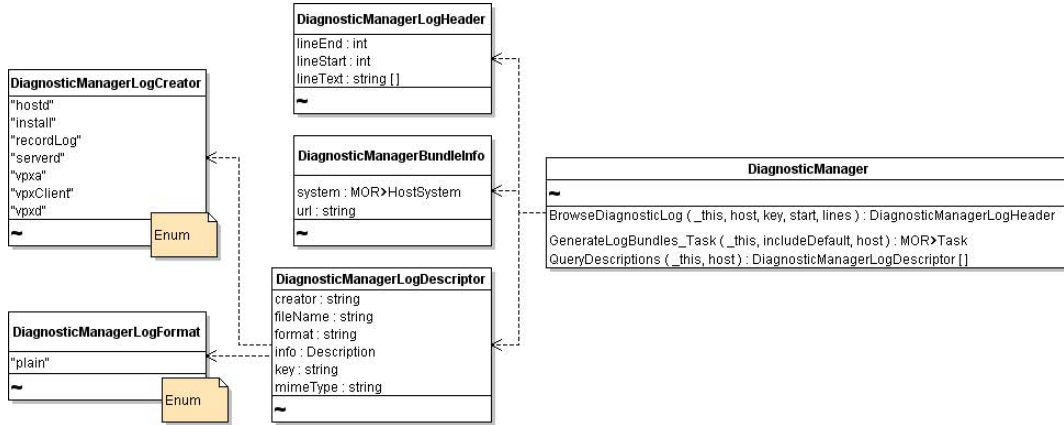 DiagnosticManagerLogHeader
lineEnd : int
lineStart : int
lineText : string [ ]
~
DiagnosticManagerLogCreator
"hostd"
"install"
"recordLog"
"serverd"
"vpxa"
"vpxClient"
"vpxd"
~
Enum
DiagnosticManagerBundleInfo
system : MOR>HostSystem
url : string
~
DiagnosticManager
~
BrowseDiagnosticLog ( _this, host, key, start, lines ) : DiagnosticManagerLogHeader
GenerateLogBundles_Task ( _this, includeDefault, host ) : MOR>Task
QueryDescriptions ( _this, host ) : DiagnosticManagerLogDescriptor [ ]
DiagnosticManagerLogDescriptor
creator : string
fileName : string
format : string
info : Description
key : string
mimeType : string
~
DiagnosticManagerLogFormat
"plain"
~
Enum